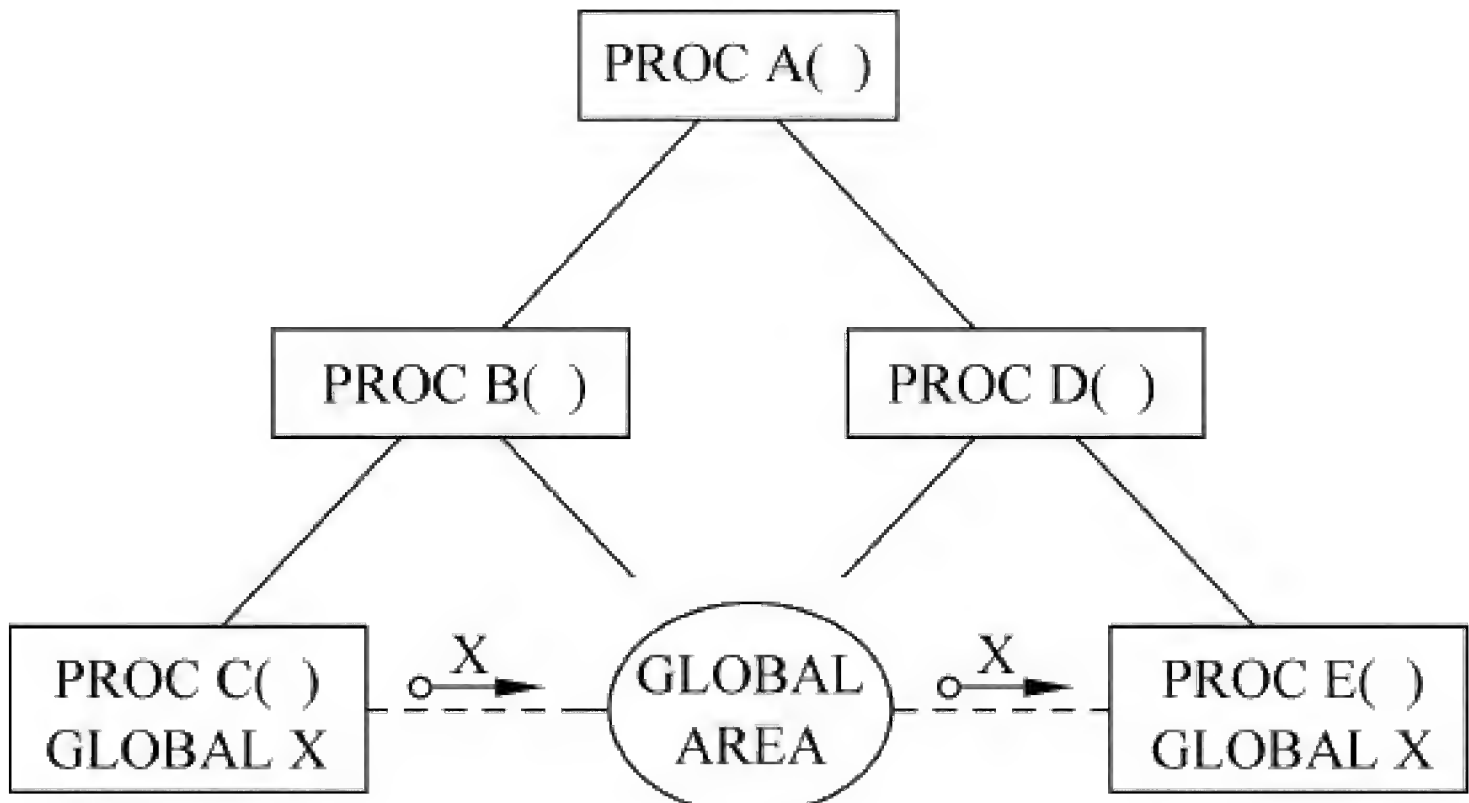 PROC A( )
PROC B( )
PROC D( )
X
X
PROC C( )
GLOBAL X
GLOBAL
AREA
PROC E( )
GLOBAL X